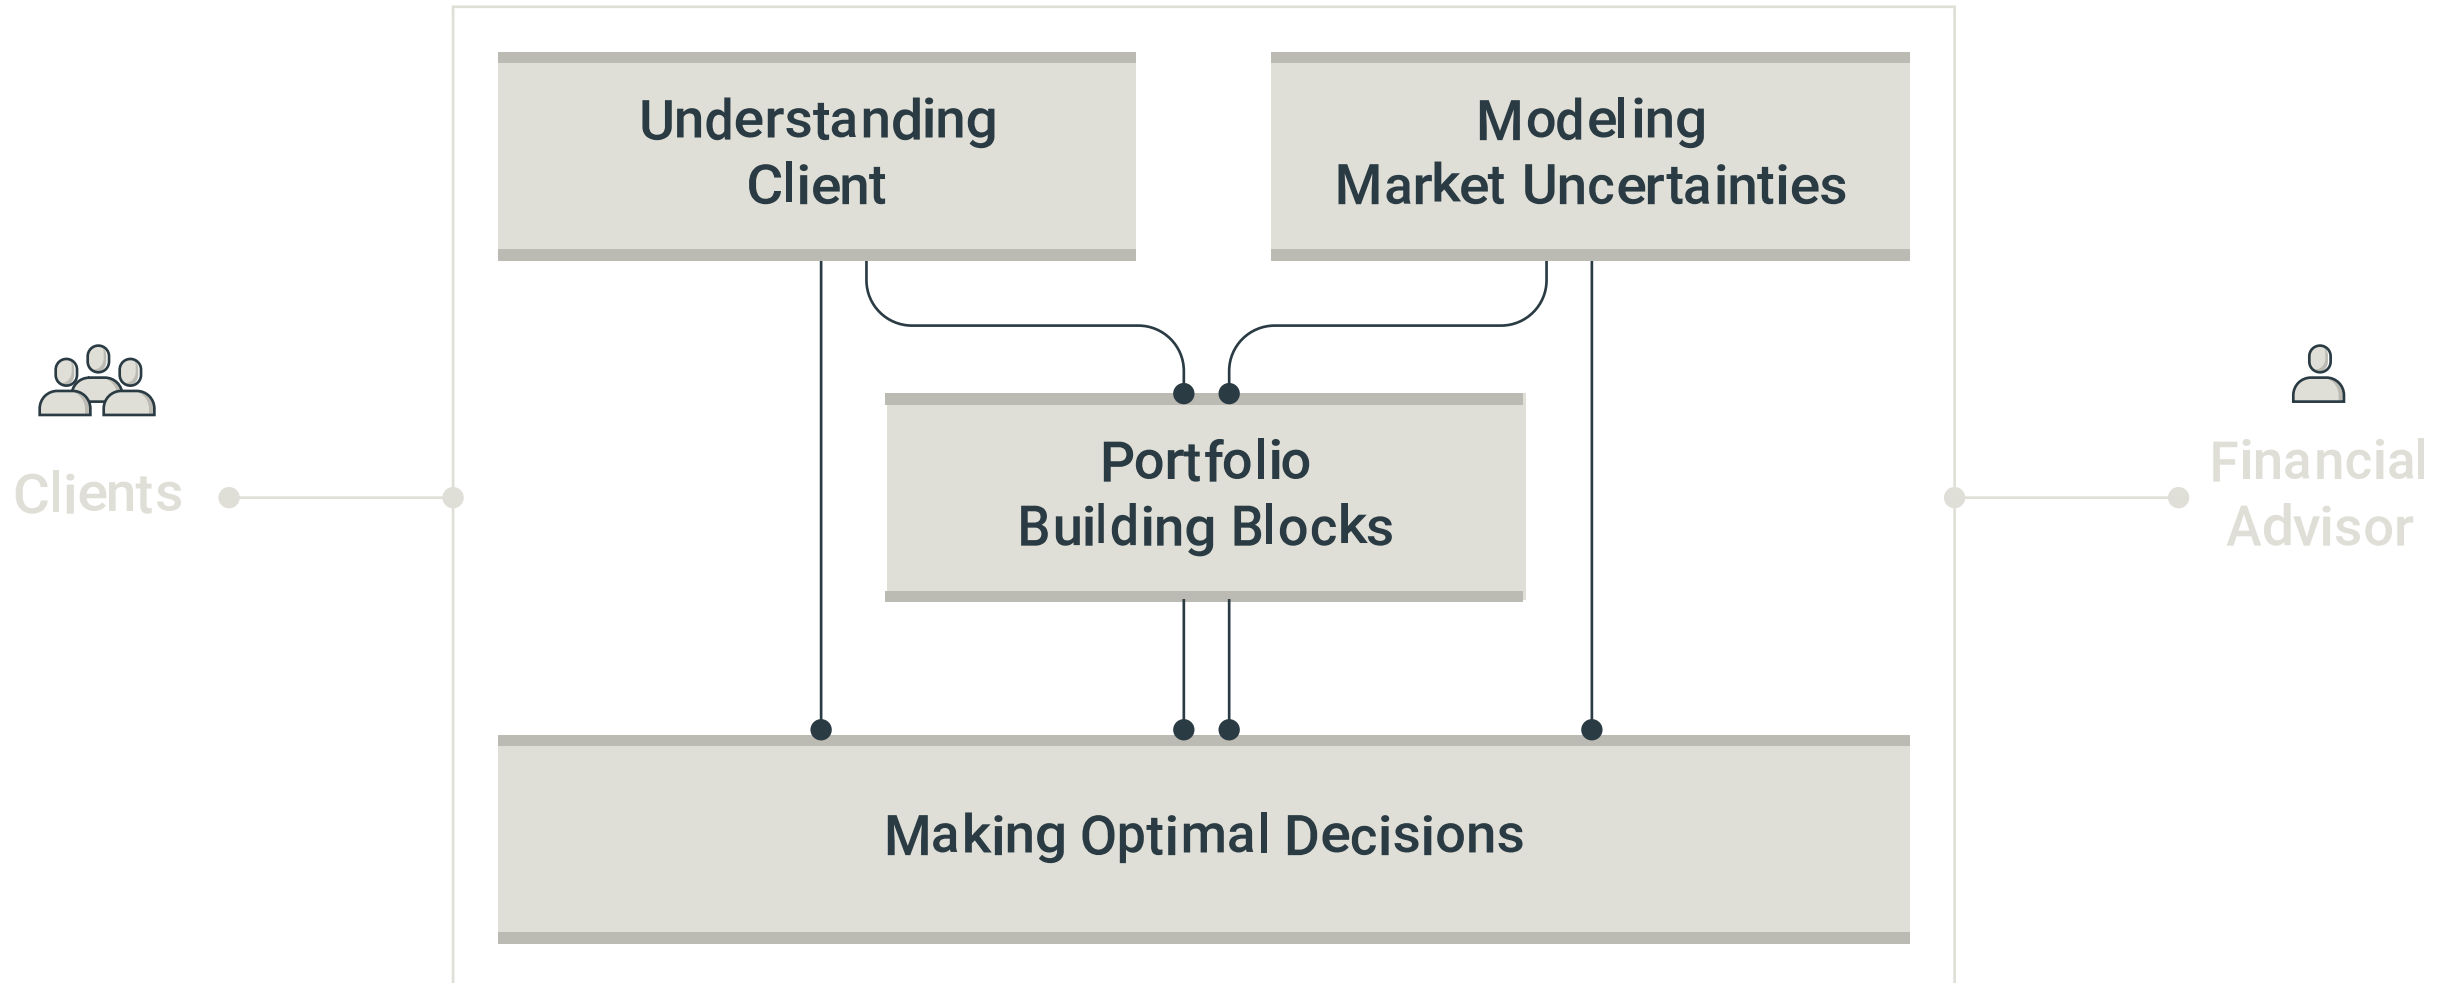 Understanding
Client
Modeling
Market Uncertainties
Clients
Portfolio
Building Blocks
Financial
Advisor
Making Optimal Decisions